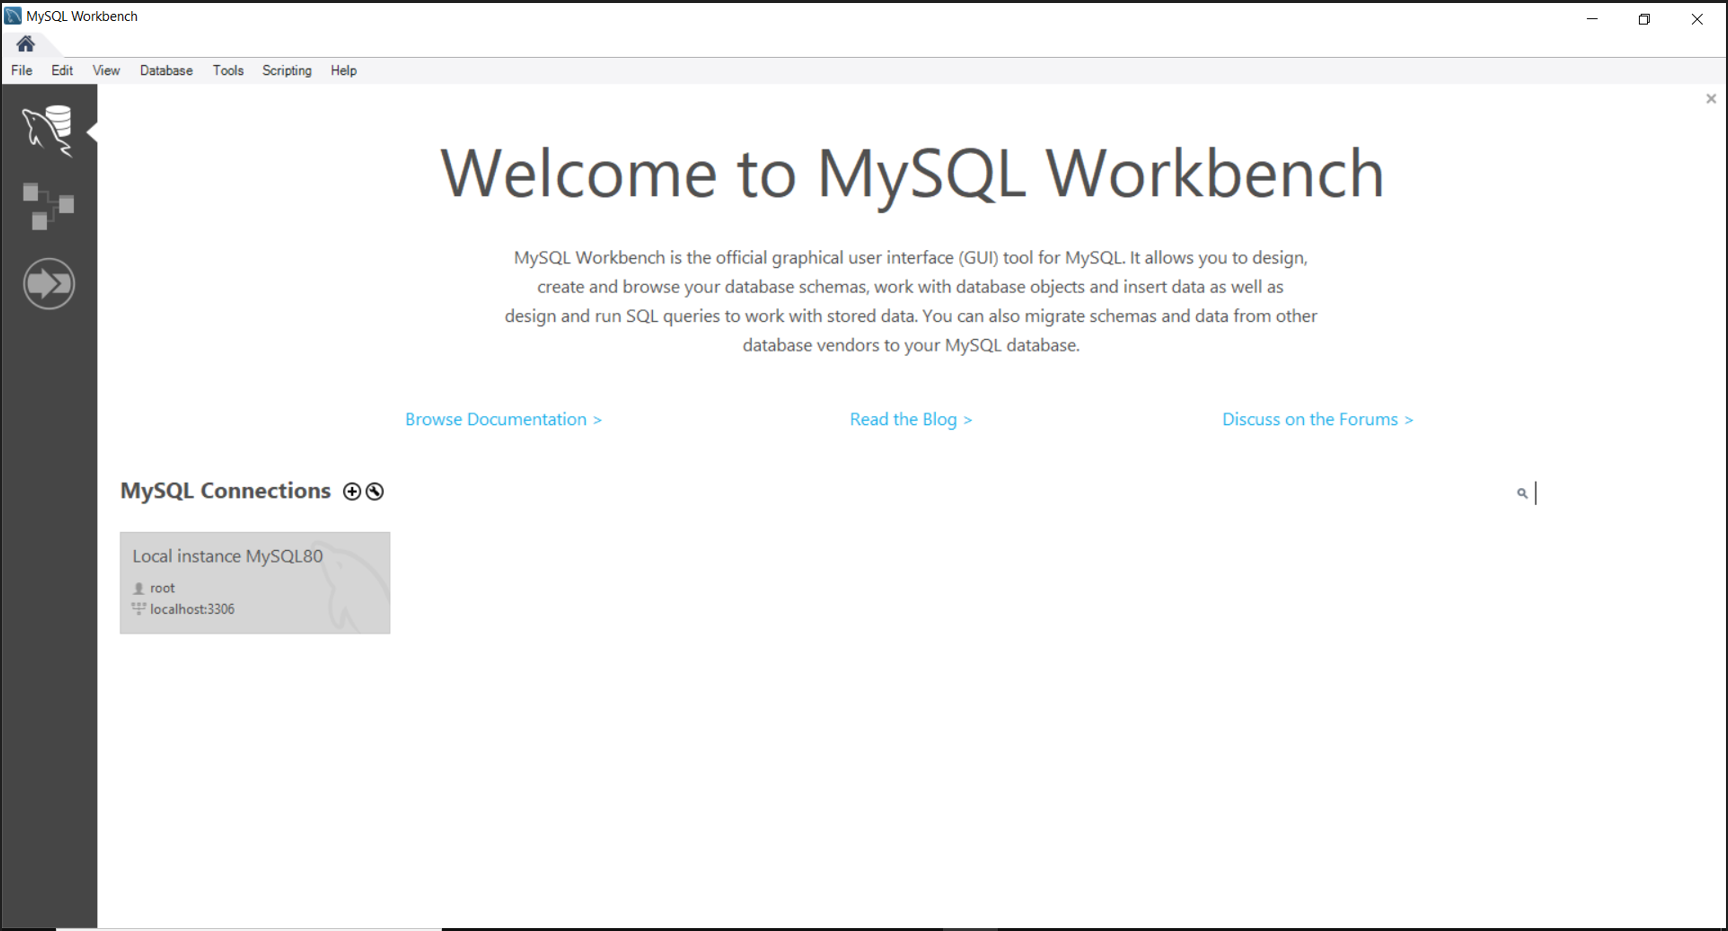 MySQL Workbench
File Edit View Database Tools Scripting Help
Welcome to MySQL Workbench
MySQL Workbench is the official graphical user interface (GUI) tool for MySQL. It allows you to design,
create and browse your database schemas, work with database objects and insert data as well as
design and run SQL queries to work with stored data. You can also migrate schemas and data from other
database vendors to your MySQL database.
Browse Documentation > Read the Blog > Discuss on the Forums >
MySQL Connections
Local instance MySQL80
root
localhost:3306